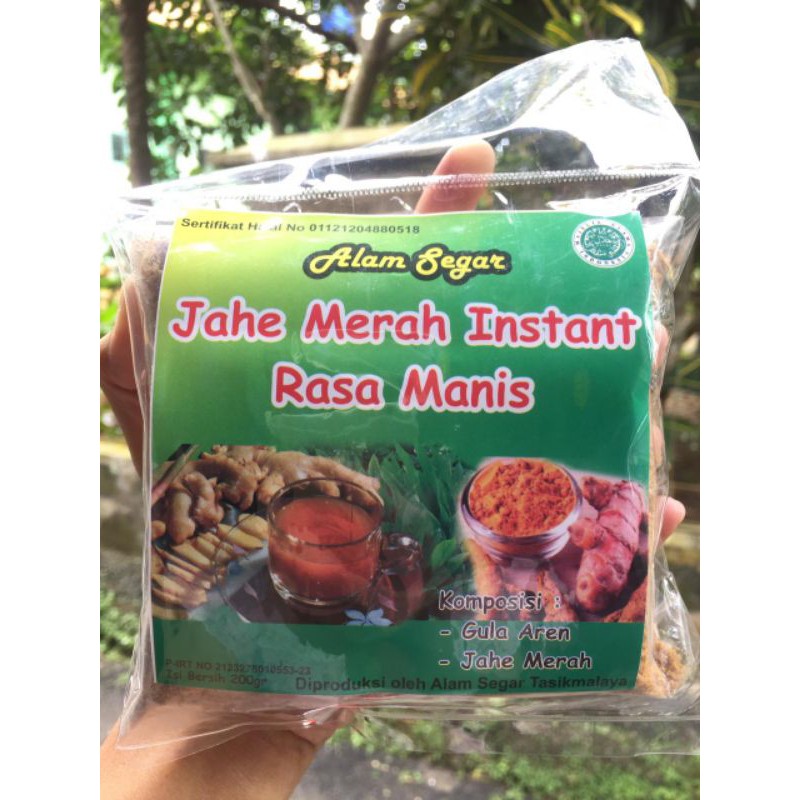 Sertifikat Halal No 01121204880518
Alam Segar
Jahe Merah Instant
Rasa Manis
Komposisi :
- Gula Aren
- Jahe Merah
Isi Bersih 200gr
Diproduksi oleh Alam Segar Tasikmalaya